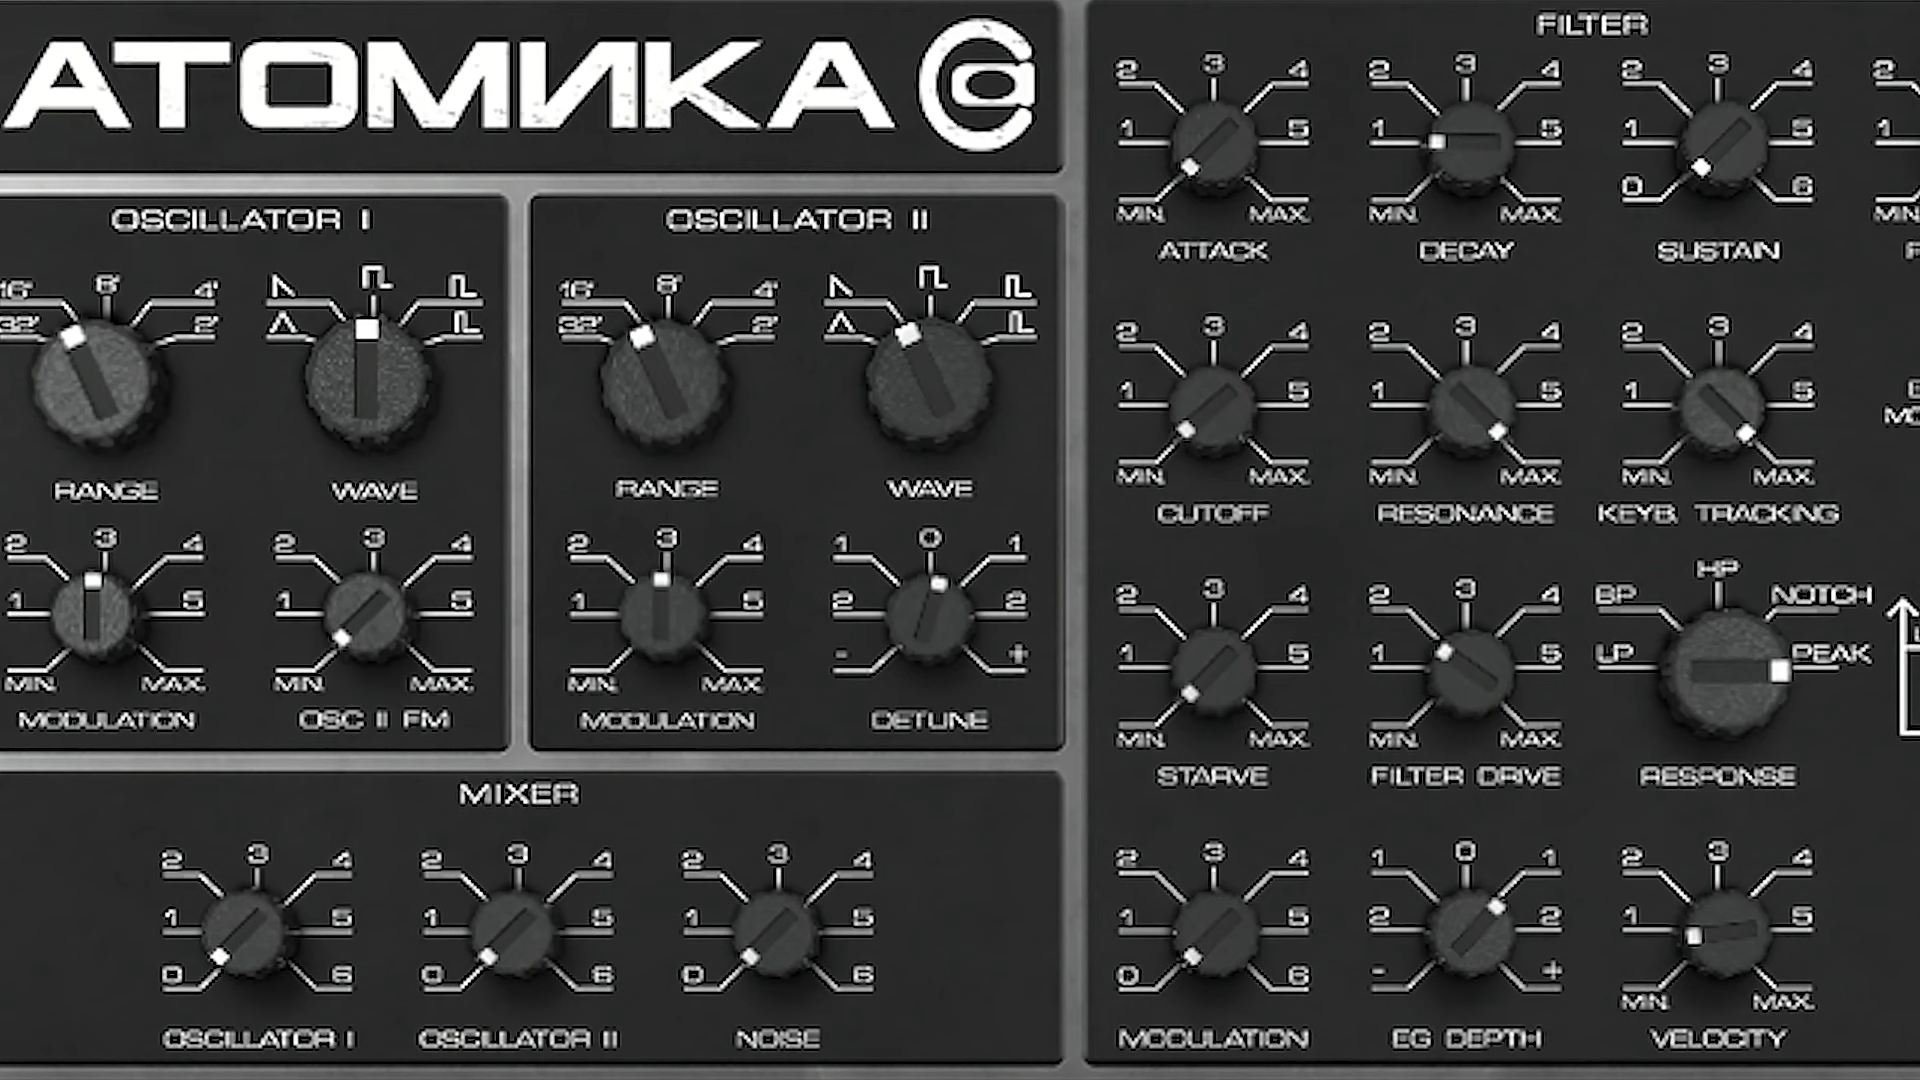 АТОМИКА
OSCILLATOR I
16' 8' 4'
32' 2'
RANGE
WAVE
2 3 4
1 5
MIN. MAX.
MODULATION
2 3 4
1 5
MIN. MAX.
OSC II FM
OSCILLATOR II
16' 8' 4'
32' 2'
RANGE
WAVE
2 3 4
1 5
MIN. MAX.
MODULATION
1 0 1
2 2
- +
DETUNE
MIXER
2 3 4
1 5
0 6
OSCILLATOR I
2 3 4
1 5
0 6
OSCILLATOR II
2 3 4
1 5
0 6
NOISE
FILTER
2 3 4
1 5
MIN. MAX.
ATTACK
2 3 4
1 5
MIN. MAX.
DECAY
2 3 4
1 5
0 6
SUSTAIN
2
1
MIN.
2 3 4
1 5
MIN. MAX.
CUTOFF
2 3 4
1 5
MIN. MAX.
RESONANCE
2 3 4
1 5
MIN. MAX.
KEYB. TRACKING
2 3 4
1 5
MIN. MAX.
STARVE
2 3 4
1 5
MIN. MAX.
FILTER DRIVE
HP
BP NOTCH
LP PEAK
RESPONSE
2 3 4
1 5
0 6
MODULATION
1 0 1
2 2
- +
EG DEPTH
2 3 4
1 5
MIN. MAX.
VELOCITY